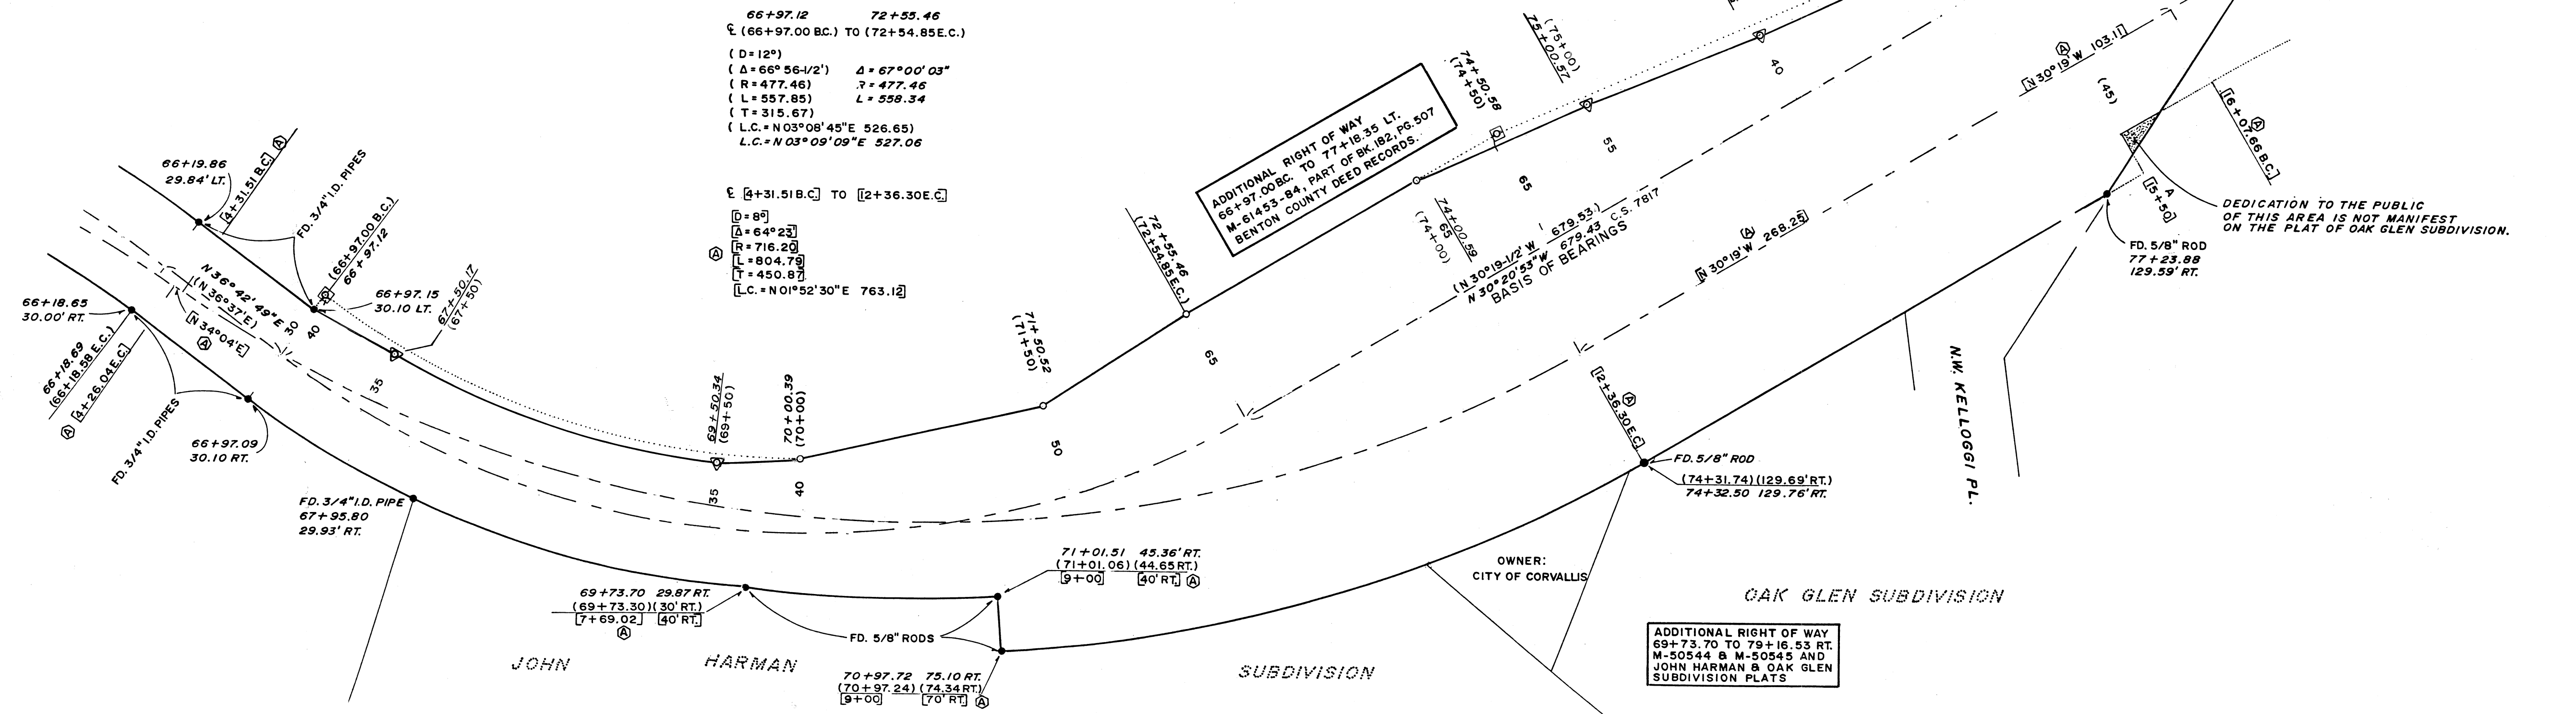 66+97.12 72+55.46
℄ (66+97.00 B.C.) TO (72+54.85 E.C.)
( D = 12°)
( Δ = 66° 56-1/2') Δ = 67° 00' 03"
( R = 477.46) R = 477.46
( L = 557.85) L = 558.34
( T = 315.67)
( L.C. = N 03° 08' 45" E 526.65)
L.C. = N 03° 09' 09" E 527.06
℄ [4+31.51 B.C.] TO [12+36.30 E.C.]
[D = 8°]
[Δ = 64° 23']
[R = 716.20]
A [L = 804.79]
[T = 450.87]
[L.C. = N 01° 52' 30" E 763.12]
66+19.86
29.84' LT.
[4+31.51 B.C.] A
FD. 3/4" I.D. PIPES
(66+97.00 B.C.)
66+97.12
66+97.15
30.10 LT.
67+50.17
(67+50)
N 36° 42' 49" E
(N 36° 37' E)
[N 34° 04' E]
A
30
40
35
66+18.65
30.00' RT.
66+18.69
(66+18.58 E.C.)
[4+26.04 E.C.]
A
FD. 3/4" I.D. PIPES
66+97.09
30.10 RT.
FD. 3/4" I.D. PIPE
67+95.80
29.93' RT.
69+50.34
(69+50)
70+00.39
(70+00)
35
40
71+50.52
(71+50)
50
72+55.46
(72+54.85 E.C.)
65
ADDITIONAL RIGHT OF WAY
66+97.00 B.C. TO 77+18.35 LT.
M-61453-84, PART OF BK. 182, PG. 507
BENTON COUNTY DEED RECORDS.
74+00.59
65
(74+00)
74+50.58
(74+50)
65
(75+00)
75+00.57
55
40
(N 30° 19-1/2' W 679.53)
N 30° 20' 53" W 679.43 C.S. 7817
BASIS OF BEARINGS
A
[N 30° 19' W 268.25]
A
[N 30° 19' W 103.11]
(45)
A
[16+07.66 B.C.]
A
[15+50]
DEDICATION TO THE PUBLIC
OF THIS AREA IS NOT MANIFEST
ON THE PLAT OF OAK GLEN SUBDIVISION.
FD. 5/8" ROD
77+23.88
129.59' RT.
A
[12+36.30 E.C.]
FD. 5/8" ROD
(74+31.74)(129.69' RT.)
74+32.50 129.76' RT.
N.W. KELLOGGI PL.
69+73.70 29.87 RT.
(69+73.30)(30' RT.)
[7+69.02] [40' RT.]
A
FD. 5/8" RODS
71+01.51 45.36' RT.
(71+01.06)(44.65 RT.)
[9+00] [40' RT.] A
70+97.72 75.10 RT.
(70+97.24)(74.34 RT.)
[9+00] [70' RT.] A
OWNER:
CITY OF CORVALLIS
JOHN HARMAN SUBDIVISION
OAK GLEN SUBDIVISION
ADDITIONAL RIGHT OF WAY
69+73.70 TO 79+16.53 RT.
M-50544 & M-50545 AND
JOHN HARMAN & OAK GLEN
SUBDIVISION PLATS